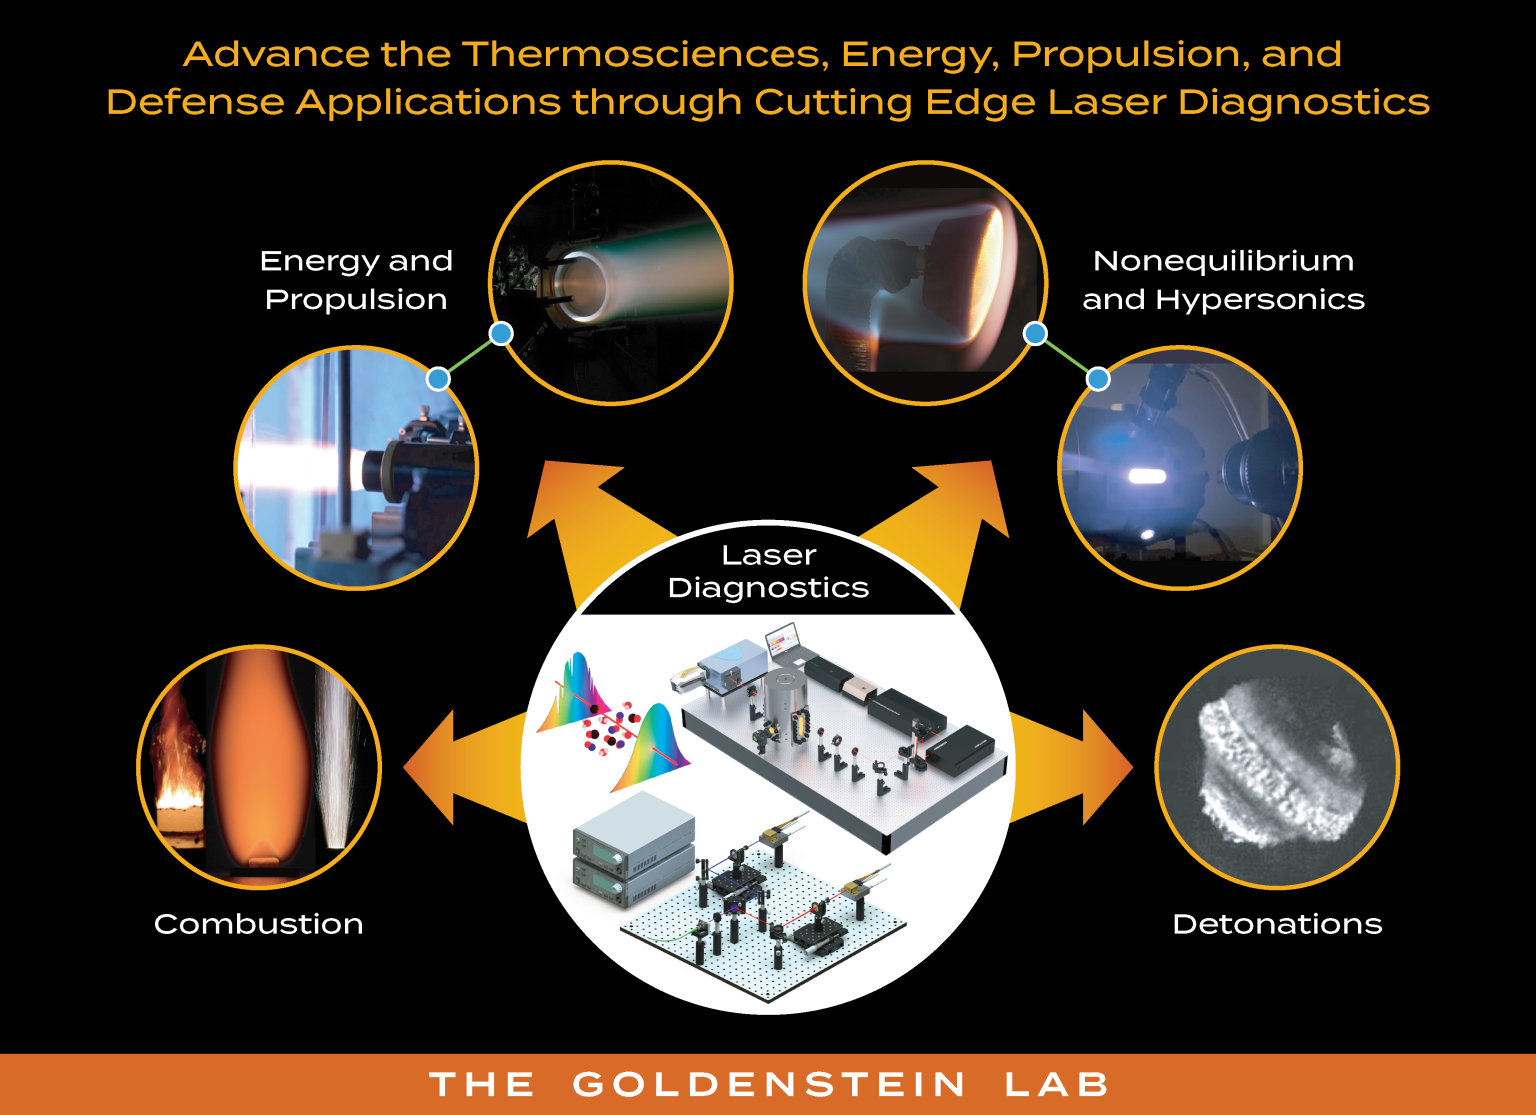 Advance the Thermosciences, Energy, Propulsion, and
Defense Applications through Cutting Edge Laser Diagnostics
Energy and
Propulsion
Nonequilibrium
and Hypersonics
Laser
Diagnostics
Combustion
Detonations
THE GOLDENSTEIN LAB